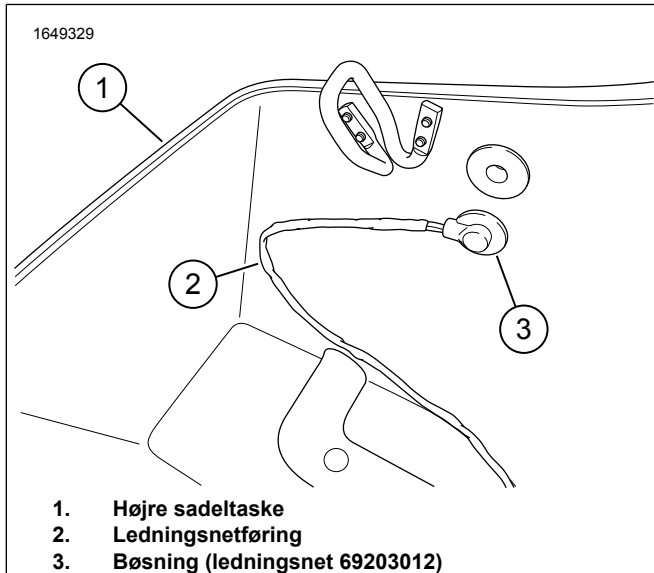 1649329
1
2
3
1. Højre sadeltaske
2. Ledningsnetføring
3. Bøsning (ledningsnet 69203012)